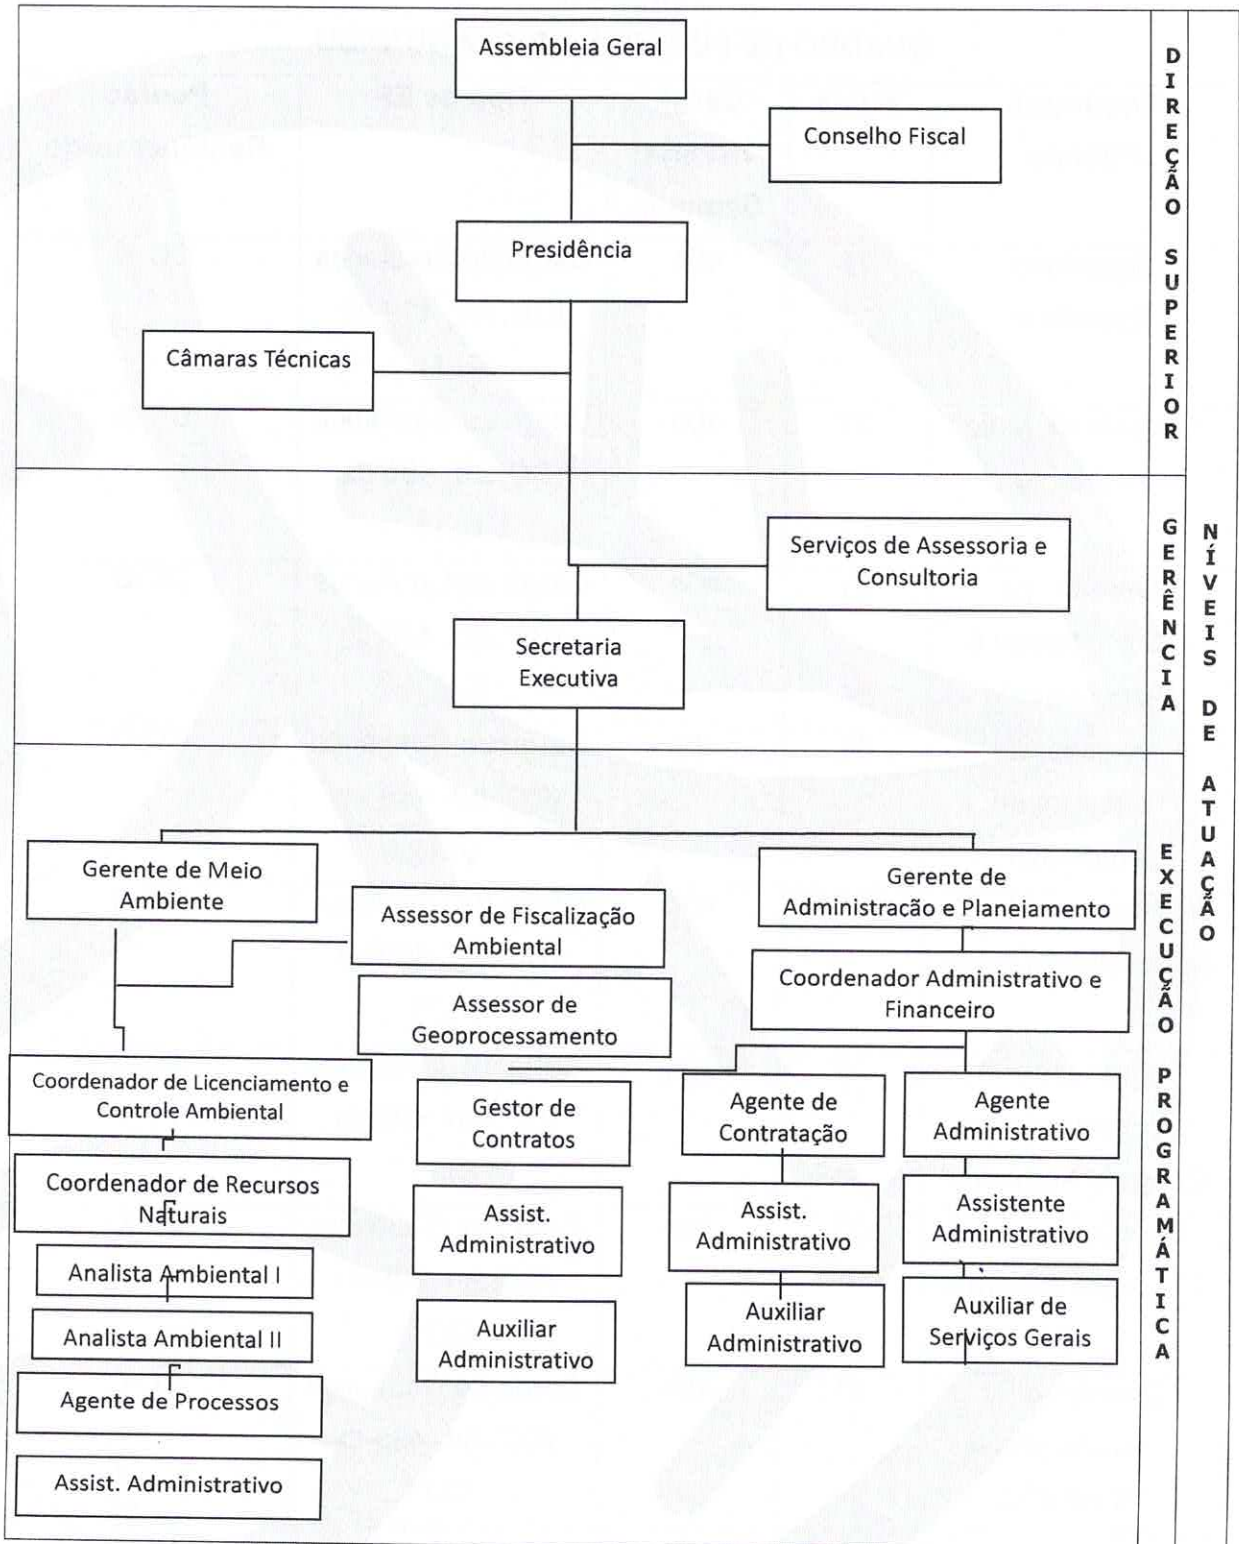 Assembleia Geral
Conselho Fiscal
Presidência
Câmaras Técnicas
DIREÇÃO SUPERIOR
Serviços de Assessoria e
Consultoria
Secretaria
Executiva
GERÊNCIA
NÍVEIS DE ATUAÇÃO
Gerente de Meio
Ambiente
Assessor de Fiscalização
Ambiental
Assessor de
Geoprocessamento
Gerente de
Administração e Planejamento
Coordenador Administrativo e
Financeiro
Coordenador de Licenciamento e
Controle Ambiental
Coordenador de Recursos
Naturais
Analista Ambiental I
Analista Ambiental II
Agente de Processos
Assist. Administrativo
Gestor de
Contratos
Assist.
Administrativo
Auxiliar
Administrativo
Agente de
Contratação
Assist.
Administrativo
Auxiliar
Administrativo
Agente
Administrativo
Assistente
Administrativo
Auxiliar de
Serviços Gerais
EXECUÇÃO PROGRAMÁTICA